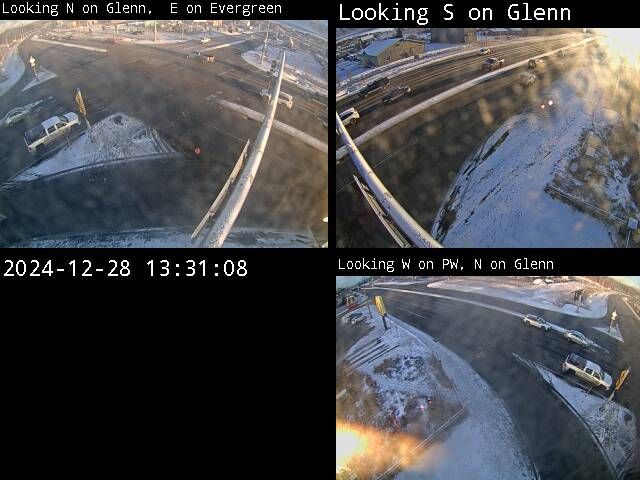 Looking N on Glenn,  E on Evergreen
Looking S on Glenn
2024-12-28 13:31:08
Looking W on PW, N on Glenn